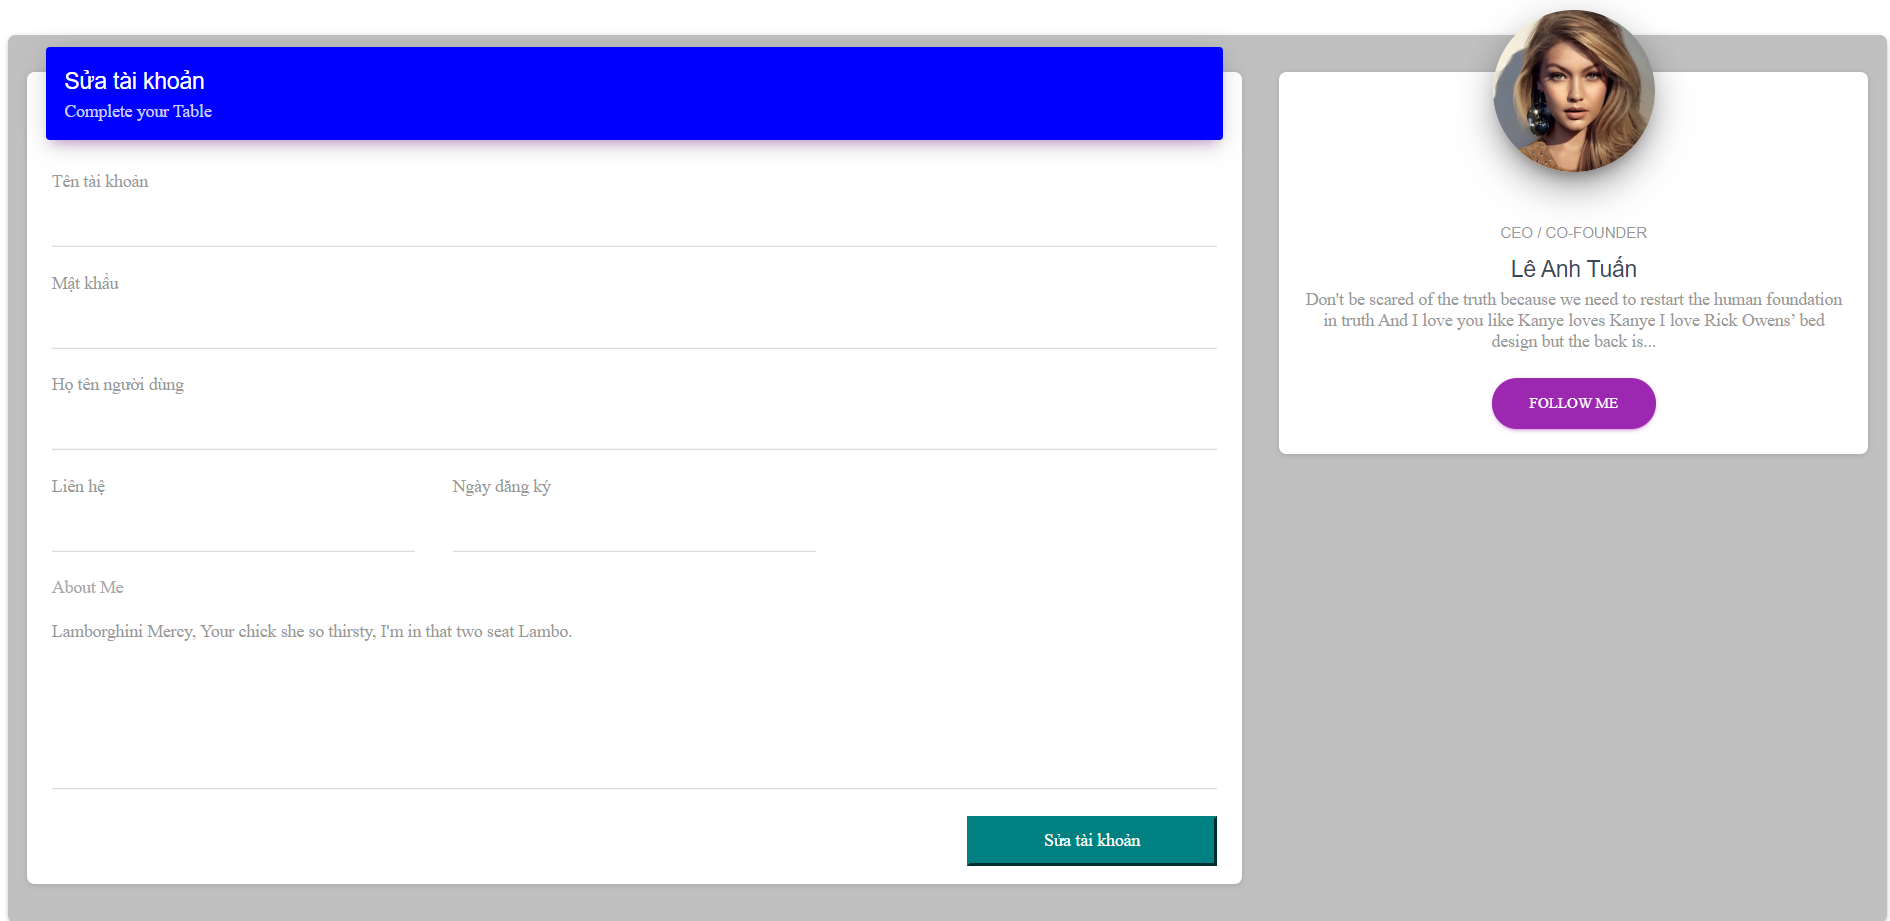 Sửa tài khoản
Complete your Table
Tên tài khoản
Mật khẩu
Họ tên người dùng
Liên hệ
Ngày đăng ký
About Me
Lamborghini Mercy, Your chick she so thirsty, I'm in that two seat Lambo.
Sửa tài khoản
CEO / CO-FOUNDER
Lê Anh Tuấn
Don't be scared of the truth because we need to restart the human foundation
in truth And I love you like Kanye loves Kanye I love Rick Owens’ bed
design but the back is...
FOLLOW ME